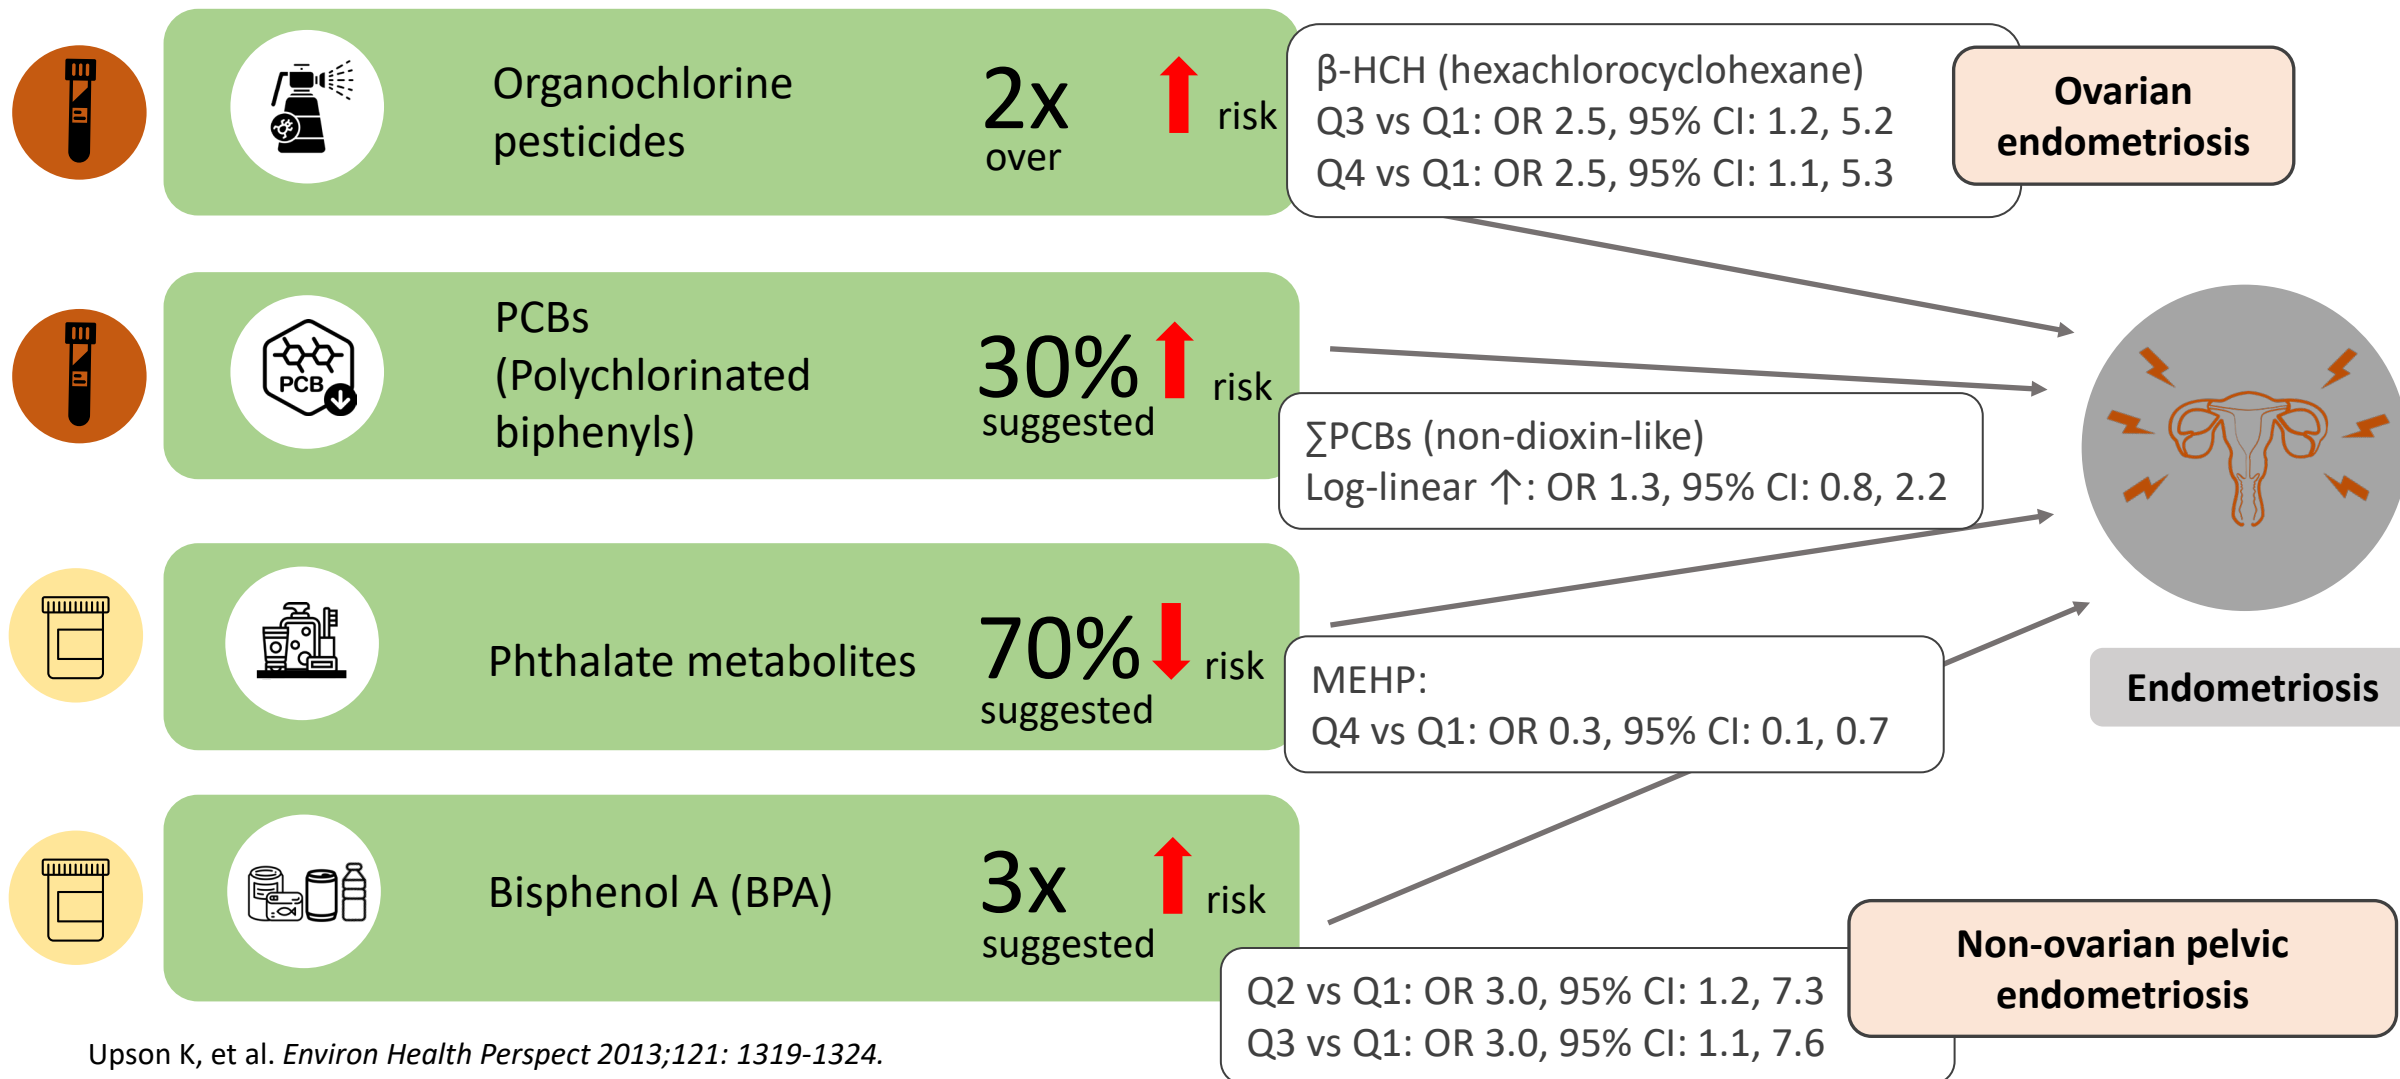 Organochlorine
pesticides
2x
over
risk
β-HCH (hexachlorocyclohexane)
Q3 vs Q1: OR 2.5, 95% CI: 1.2, 5.2
Q4 vs Q1: OR 2.5, 95% CI: 1.1, 5.3
Ovarian
endometriosis
PCB
PCBs
(Polychlorinated
biphenyls)
30%
suggested
risk
∑PCBs (non-dioxin-like)
Log-linear ↑: OR 1.3, 95% CI: 0.8, 2.2
Phthalate metabolites
70%
suggested
risk
MEHP:
Q4 vs Q1: OR 0.3, 95% CI: 0.1, 0.7
Endometriosis
Bisphenol A (BPA)
3x
suggested
risk
Q2 vs Q1: OR 3.0, 95% CI: 1.2, 7.3
Q3 vs Q1: OR 3.0, 95% CI: 1.1, 7.6
Non-ovarian pelvic
endometriosis
Upson K, et al. Environ Health Perspect 2013;121: 1319-1324.